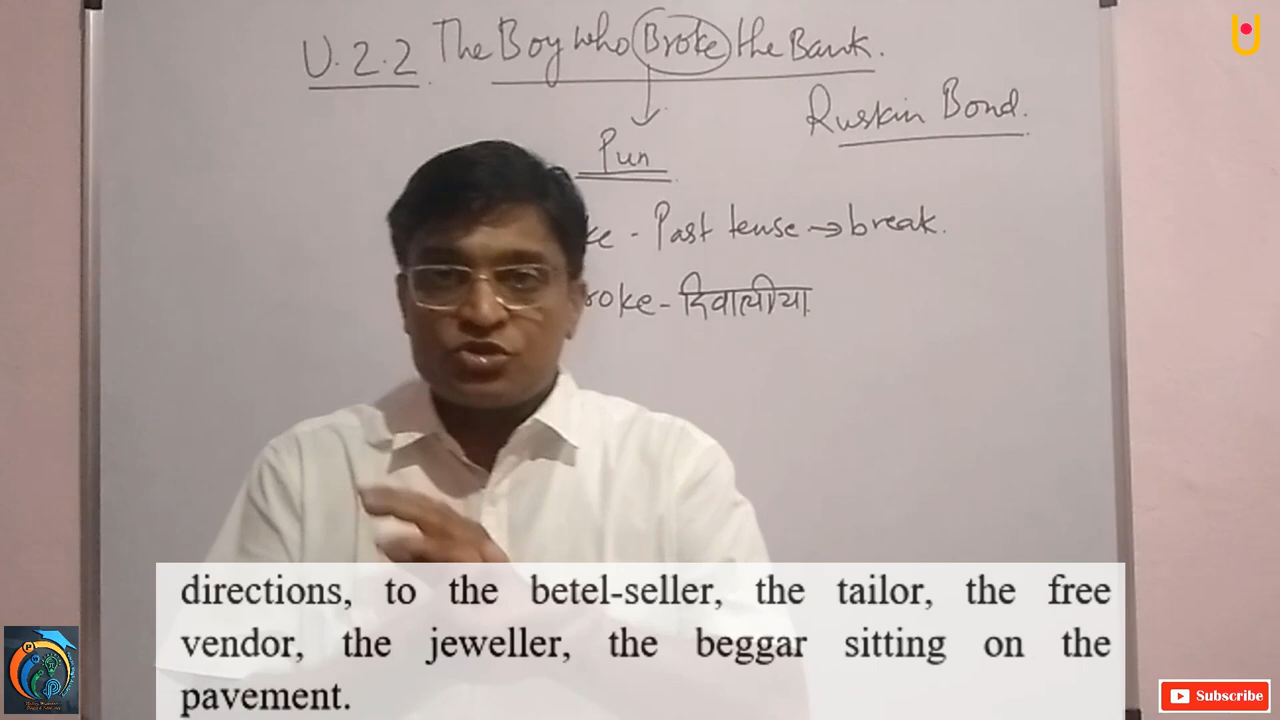 U.2.2 The Boy who Broke the Bank.
Ruskin Bond.
Pun
ke - Past tense → break.
roke - दिवालीया
directions, to the betel-seller, the tailor, the free
vendor, the jeweller, the beggar sitting on the
pavement.
Subscribe